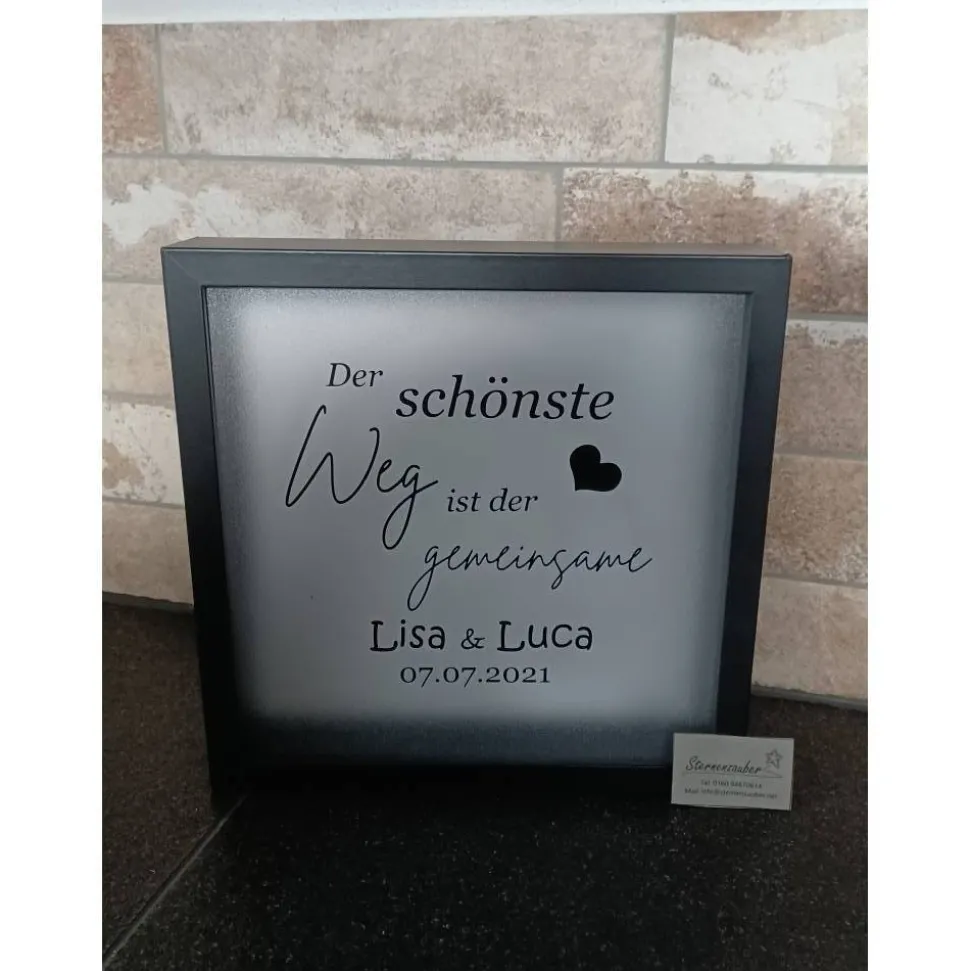 Der schönste
Weg ist der
gemeinsame
Lisa & Luca
07.07.2021
Sternenzauber